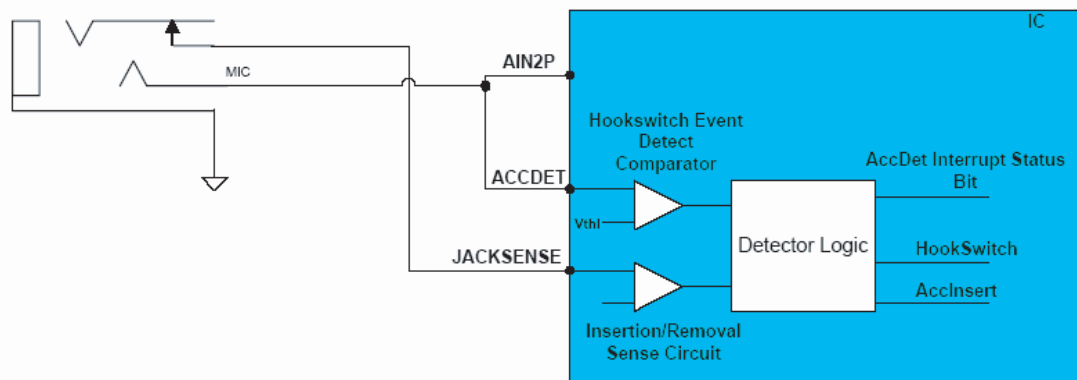 IC
AIN2P
MIC
Hookswitch Event
Detect
Comparator
AccDet Interrupt Status
Bit
ACCDET
Vthl
Detector Logic
HookSwitch
JACKSENSE
AccInsert
Insertion/Removal
Sense Circuit